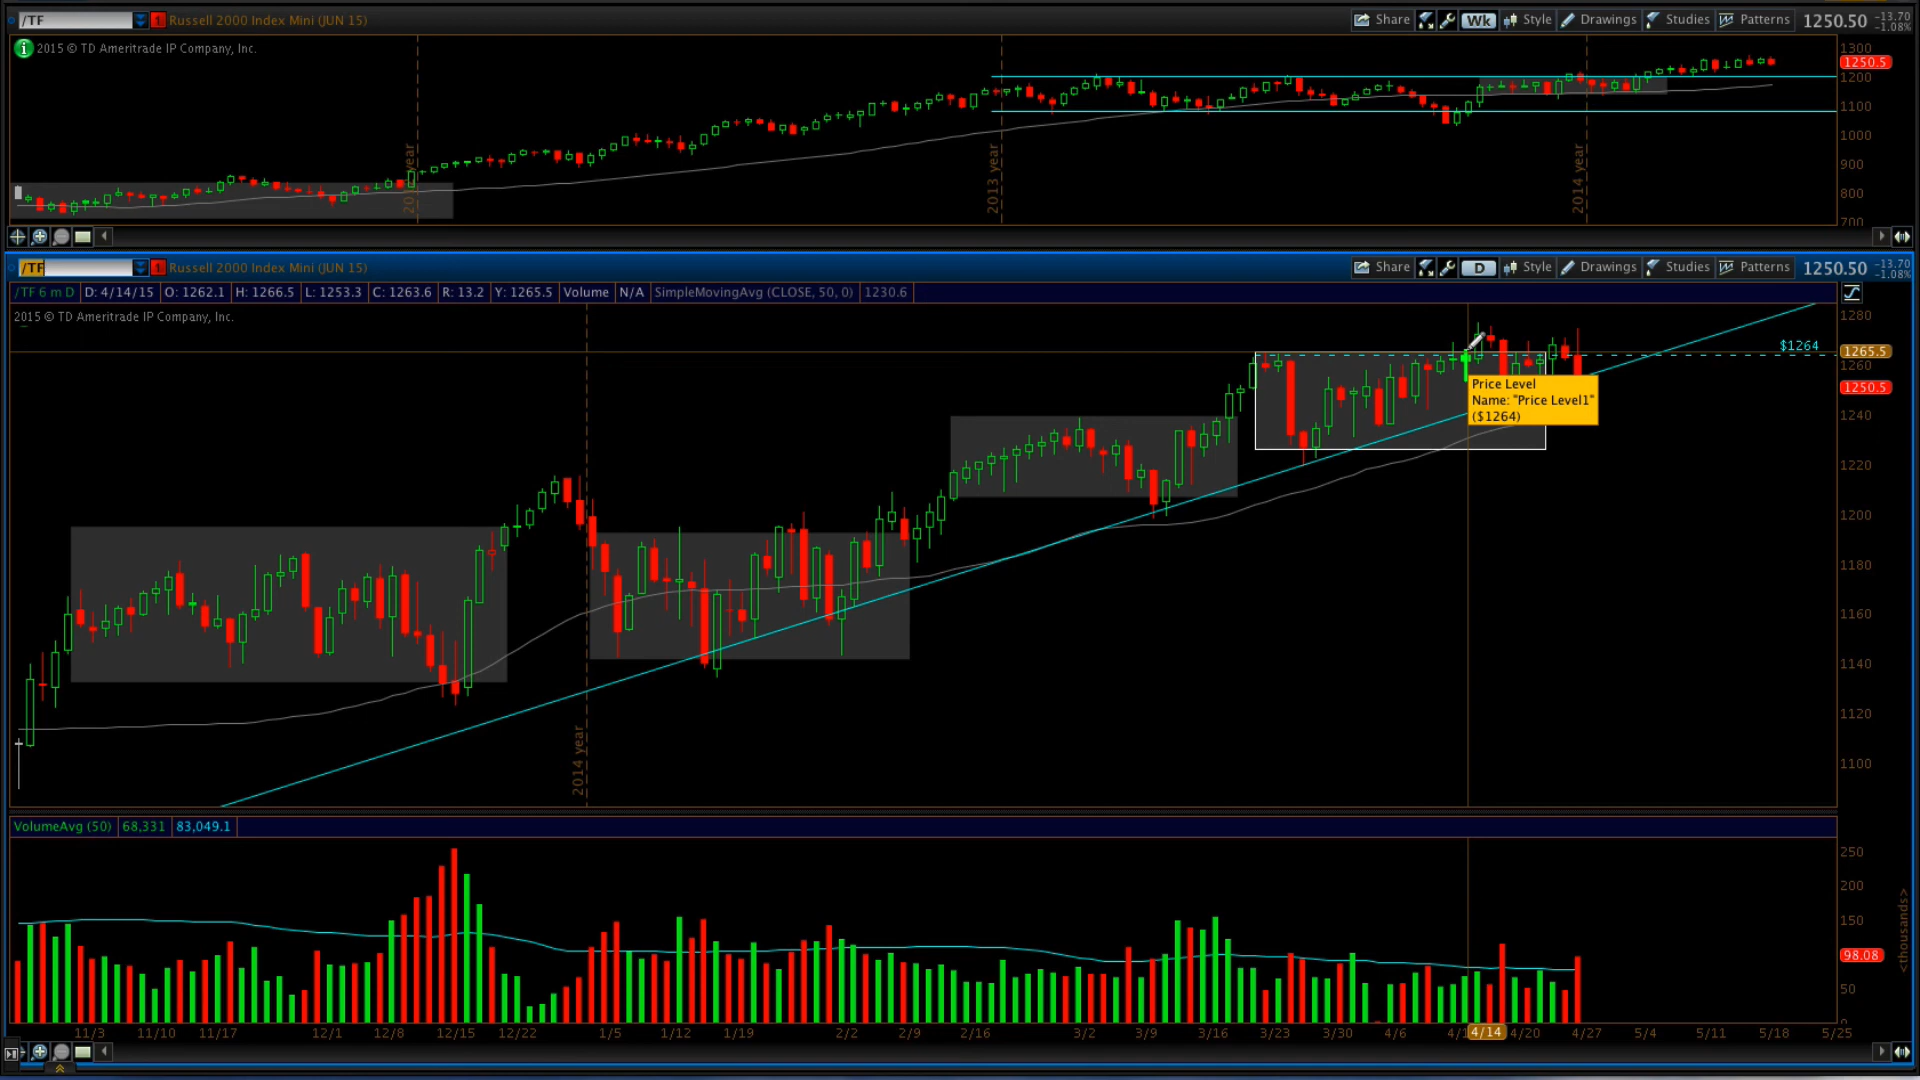 /TF 1 Russell 2000 Index Mini (JUN 15) Share Wk Style Drawings Studies Patterns 1250.50 -13.70 -1.08%
2015 © TD Ameritrade IP Company, Inc.
1300
1250.5
1200
1100
1000
900
800
700
2013 year
2014 year
/TF 1 Russell 2000 Index Mini (JUN 15) Share D Style Drawings Studies Patterns 1250.50 -13.70 -1.08%
/TF 6 m D D: 4/14/15 O: 1262.1 H: 1266.5 L: 1253.3 C: 1263.6 R: 13.2 Y: 1265.5 Volume N/A SimpleMovingAvg (CLOSE, 50, 0) 1230.6
2015 © TD Ameritrade IP Company, Inc.
1280
$1264
1265.5
1260
1250.5
Price Level
Name: "Price Level1"
($1264)
1240
1220
1200
1180
1160
1140
1120
1100
2014 year
VolumeAvg (50) 68,331 83,049.1
250
200
150
98.08
50
<thousands>
11/3 11/10 11/17 12/1 12/8 12/15 12/22 1/5 1/12 1/19 2/2 2/9 2/16 3/2 3/9 3/16 3/23 3/30 4/6 4/14 4/20 4/27 5/4 5/11 5/18 5/25